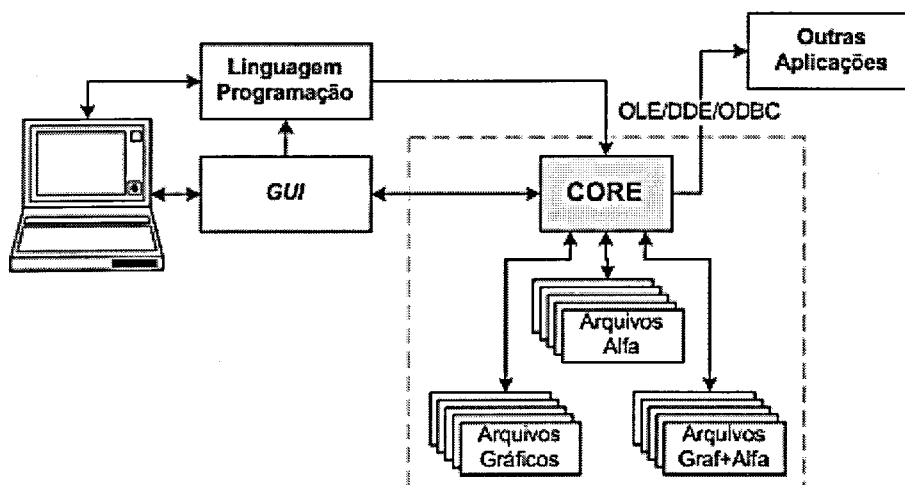 Outras
Aplicações
Linguagem
Programação
OLE/DDE/ODBC
GUI
CORE
Arquivos
Alfa
Arquivos
Gráficos
Arquivos
Graf+Alfa